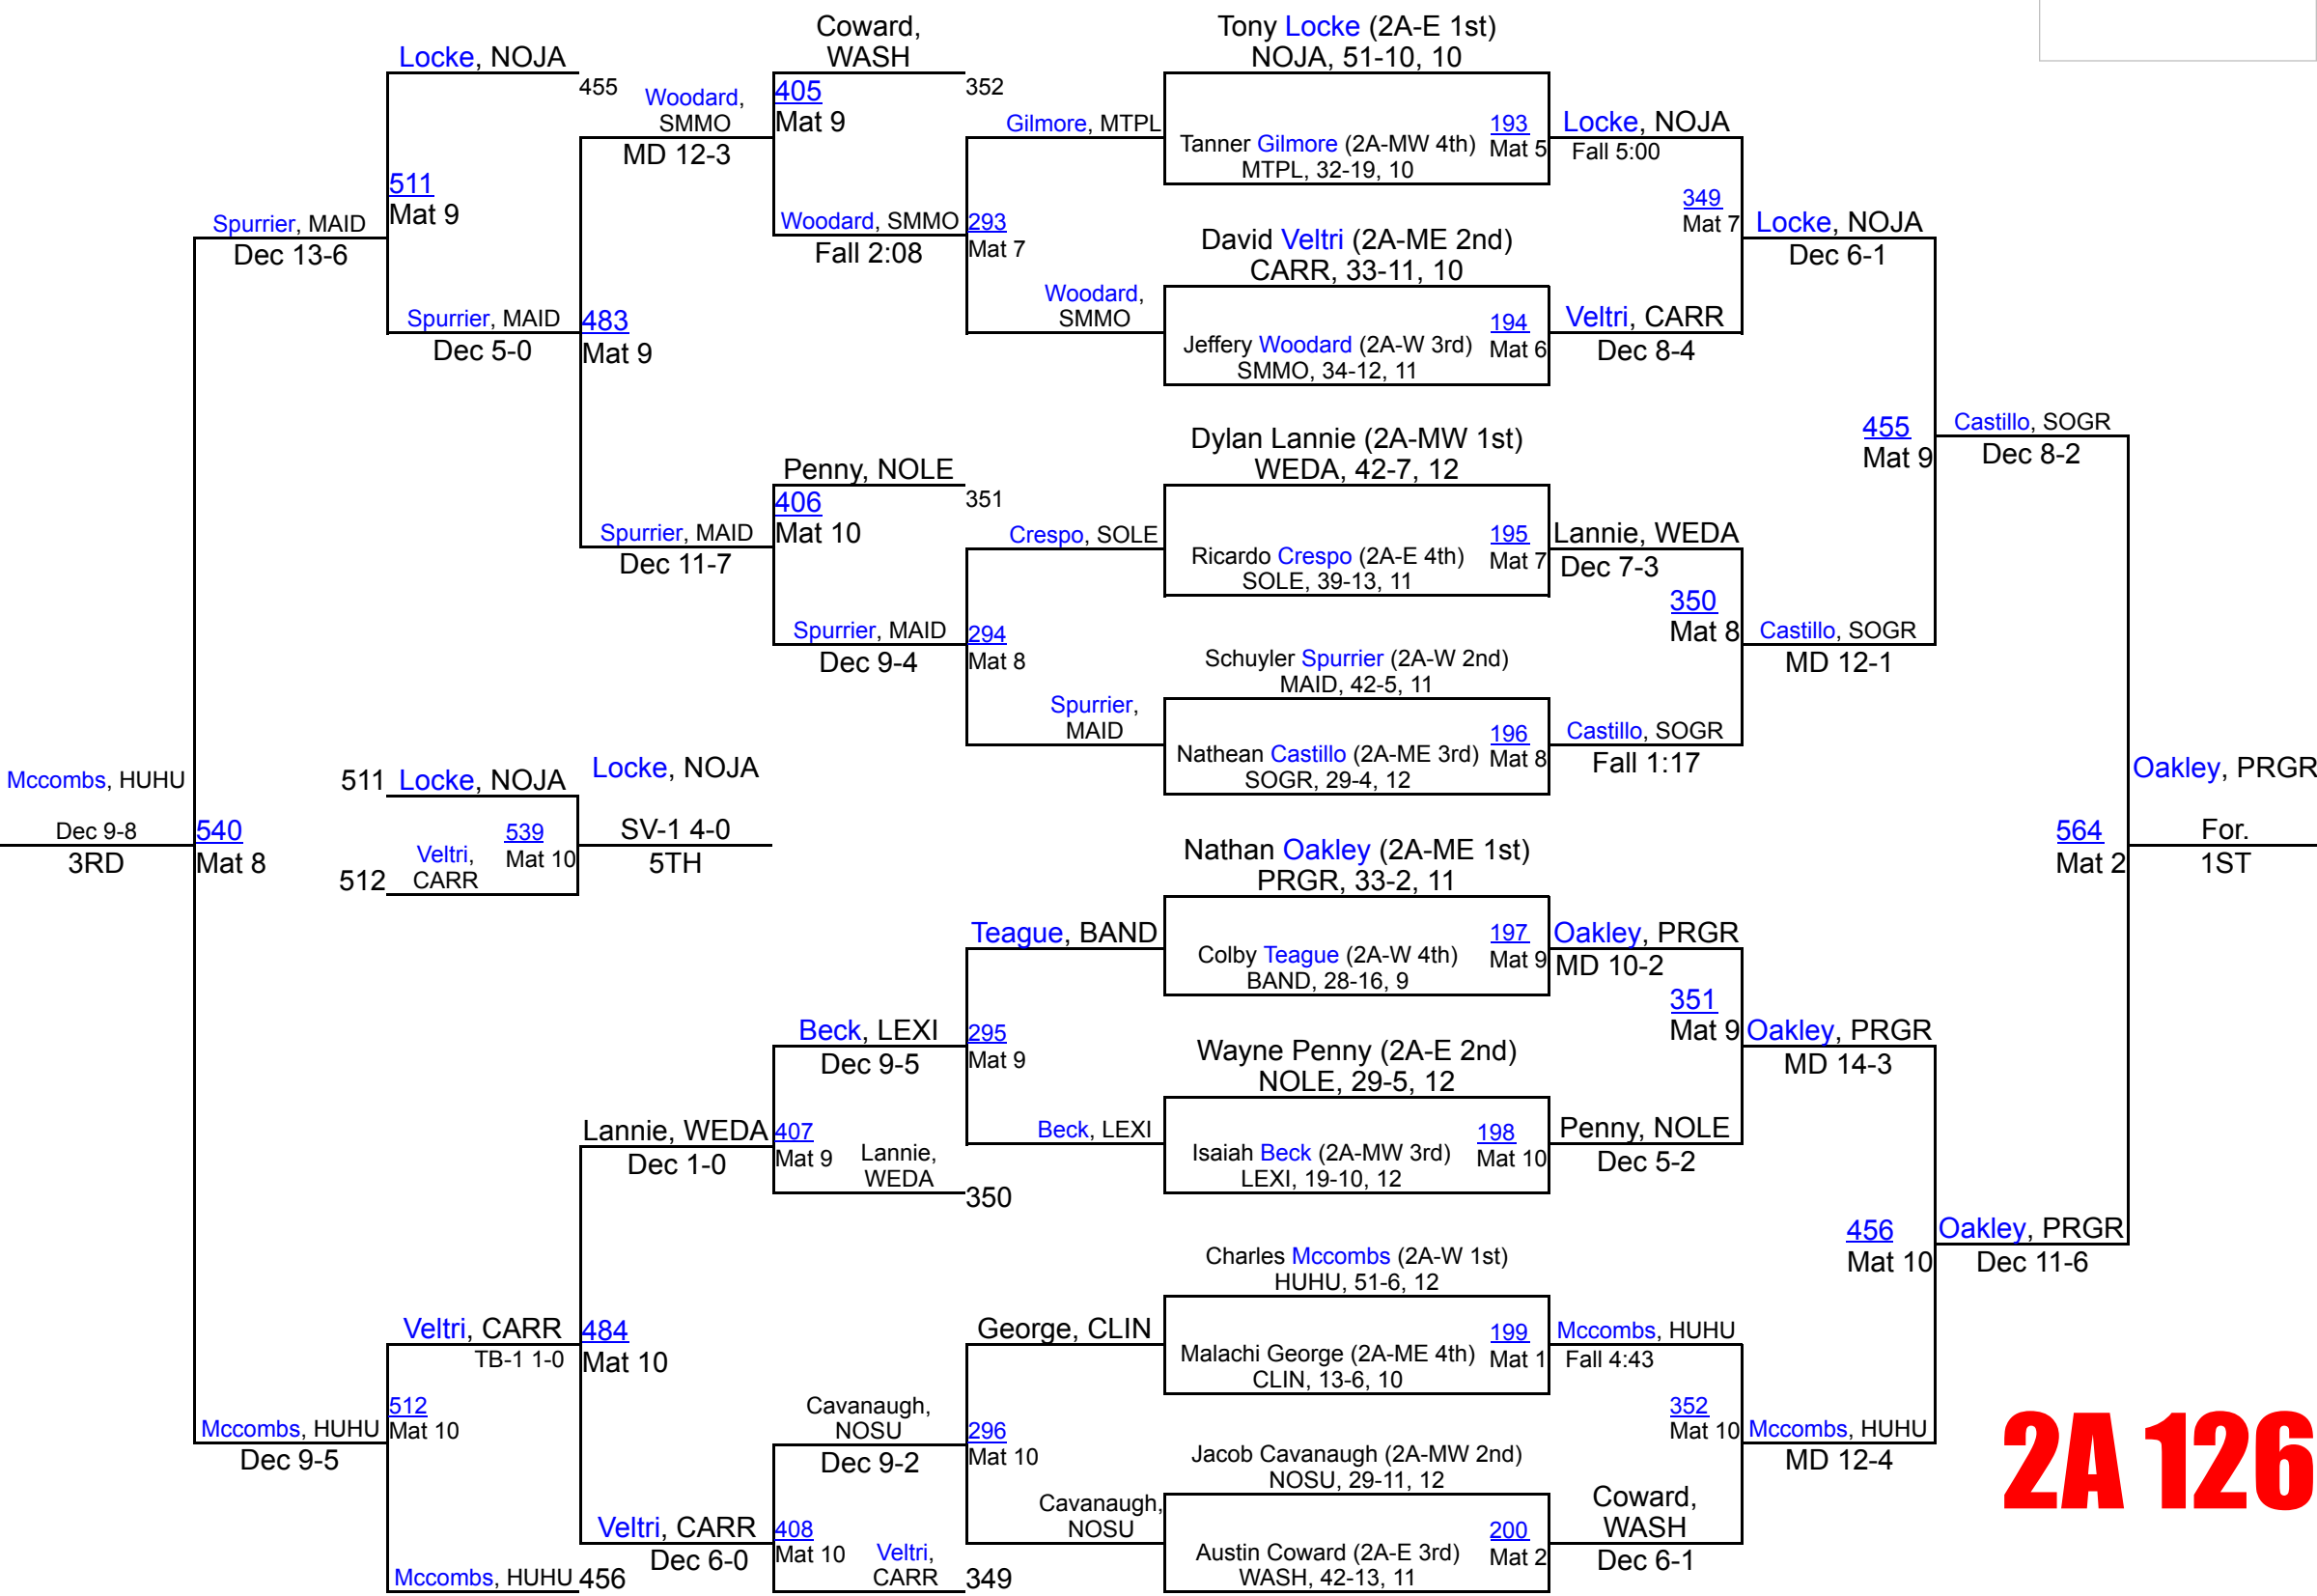 Locke, NOJA
455
511
Mat 9
Spurrier, MAID
Dec 13-6
Spurrier, MAID
Dec 5-0
483
Mat 9
Woodard,
SMMO
MD 12-3
Coward,
WASH
352
405
Mat 9
Woodard, SMMO
Fall 2:08
293
Mat 7
Gilmore, MTPL
Woodard,
SMMO
Penny, NOLE
351
406
Mat 10
Spurrier, MAID
Dec 11-7
Spurrier, MAID
Dec 9-4
294
Mat 8
Crespo, SOLE
Spurrier,
MAID
Tony Locke (2A-E 1st)
NOJA, 51-10, 10
Tanner Gilmore (2A-MW 4th)
MTPL, 32-19, 10
193
Mat 5
Locke, NOJA
Fall 5:00
David Veltri (2A-ME 2nd)
CARR, 33-11, 10
Jeffery Woodard (2A-W 3rd)
SMMO, 34-12, 11
194
Mat 6
Veltri, CARR
Dec 8-4
349
Mat 7
Locke, NOJA
Dec 6-1
Dylan Lannie (2A-MW 1st)
WEDA, 42-7, 12
Ricardo Crespo (2A-E 4th)
SOLE, 39-13, 11
195
Mat 7
Lannie, WEDA
Dec 7-3
Schuyler Spurrier (2A-W 2nd)
MAID, 42-5, 11
Nathean Castillo (2A-ME 3rd)
SOGR, 29-4, 12
196
Mat 8
Castillo, SOGR
Fall 1:17
350
Mat 8
Castillo, SOGR
MD 12-1
455
Mat 9
Castillo, SOGR
Dec 8-2
Mccombs, HUHU
Dec 9-8
3RD
540
Mat 8
511
Locke, NOJA
512
Veltri,
CARR
539
Mat 10
Locke, NOJA
SV-1 4-0
5TH
564
Mat 2
Oakley, PRGR
For.
1ST
Teague, BAND
Beck, LEXI
295
Mat 9
Beck, LEXI
Dec 9-5
Lannie,
WEDA
350
407
Mat 9
Lannie, WEDA
Dec 1-0
484
Mat 10
Veltri, CARR
TB-1 1-0
512
Mat 10
Mccombs, HUHU
Dec 9-5
George, CLIN
Cavanaugh,
NOSU
296
Mat 10
Cavanaugh,
NOSU
Dec 9-2
408
Mat 10
Veltri,
CARR
349
Veltri, CARR
Dec 6-0
Mccombs, HUHU
456
Nathan Oakley (2A-ME 1st)
PRGR, 33-2, 11
Colby Teague (2A-W 4th)
BAND, 28-16, 9
197
Mat 9
Oakley, PRGR
MD 10-2
Wayne Penny (2A-E 2nd)
NOLE, 29-5, 12
Isaiah Beck (2A-MW 3rd)
LEXI, 19-10, 12
198
Mat 10
Penny, NOLE
Dec 5-2
351
Mat 9
Oakley, PRGR
MD 14-3
Charles Mccombs (2A-W 1st)
HUHU, 51-6, 12
Malachi George (2A-ME 4th)
CLIN, 13-6, 10
199
Mat 1
Mccombs, HUHU
Fall 4:43
Jacob Cavanaugh (2A-MW 2nd)
NOSU, 29-11, 12
Austin Coward (2A-E 3rd)
WASH, 42-13, 11
200
Mat 2
Coward,
WASH
Dec 6-1
352
Mat 10
Mccombs, HUHU
MD 12-4
456
Mat 10
Oakley, PRGR
Dec 11-6
2A 126